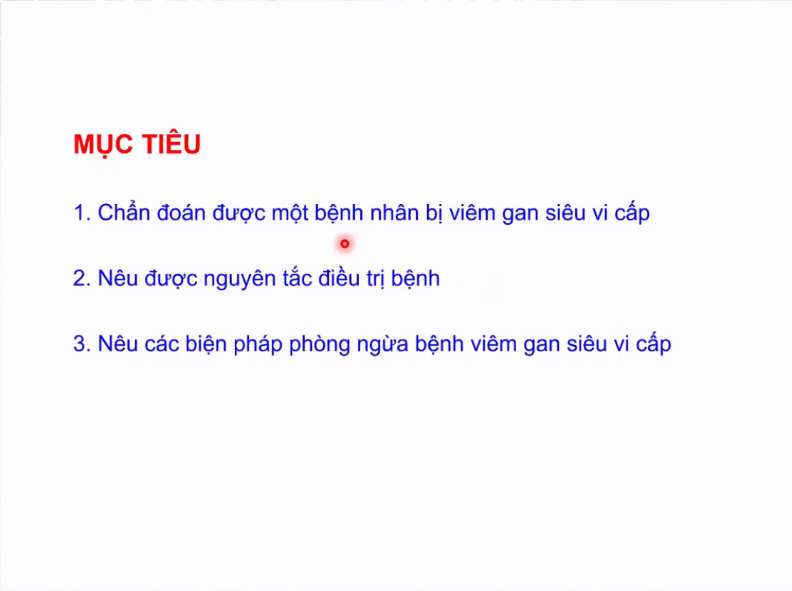 MỤC TIÊU
1. Chẩn đoán được một bệnh nhân bị viêm gan siêu vi cấp
2. Nêu được nguyên tắc điều trị bệnh
3. Nêu các biện pháp phòng ngừa bệnh viêm gan siêu vi cấp